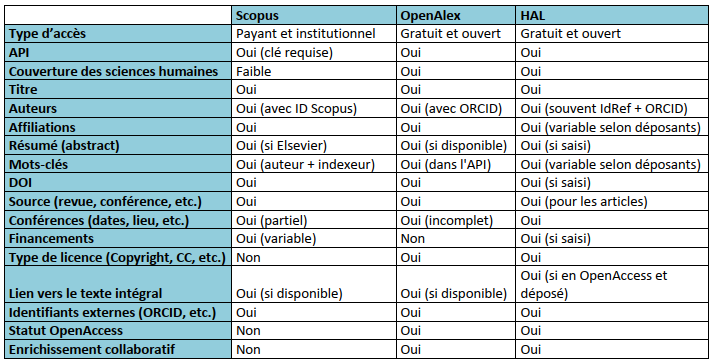 Scopus OpenAlex HAL
Type d'accès Payant et institutionnel Gratuit et ouvert Gratuit et ouvert
API Oui (clé requise) Oui Oui
Couverture des sciences humaines Faible Oui Oui
Titre Oui Oui Oui
Auteurs Oui (avec ID Scopus) Oui (avec ORCID) Oui (souvent IdRef + ORCID)
Affiliations Oui Oui Oui (variable selon déposants)
Résumé (abstract) Oui (si Elsevier) Oui (si disponible) Oui (si saisi)
Mots-clés Oui (auteur + indexeur) Oui (dans l'API) Oui (variable selon déposants)
DOI Oui Oui Oui (si saisi)
Source (revue, conférence, etc.) Oui Oui Oui (pour les articles)
Conférences (dates, lieu, etc.) Oui (partiel) Oui (incomplet) Oui
Financements Oui (variable) Non Oui (si saisi)
Type de licence (Copyright, CC, etc.) Non Oui Oui
Oui (si en OpenAccess et
Lien vers le texte intégral Oui (si disponible) Oui (si disponible) déposé)
Identifiants externes (ORCID, etc.) Oui Oui Oui
Statut OpenAccess Non Oui Oui
Enrichissement collaboratif Non Oui Oui